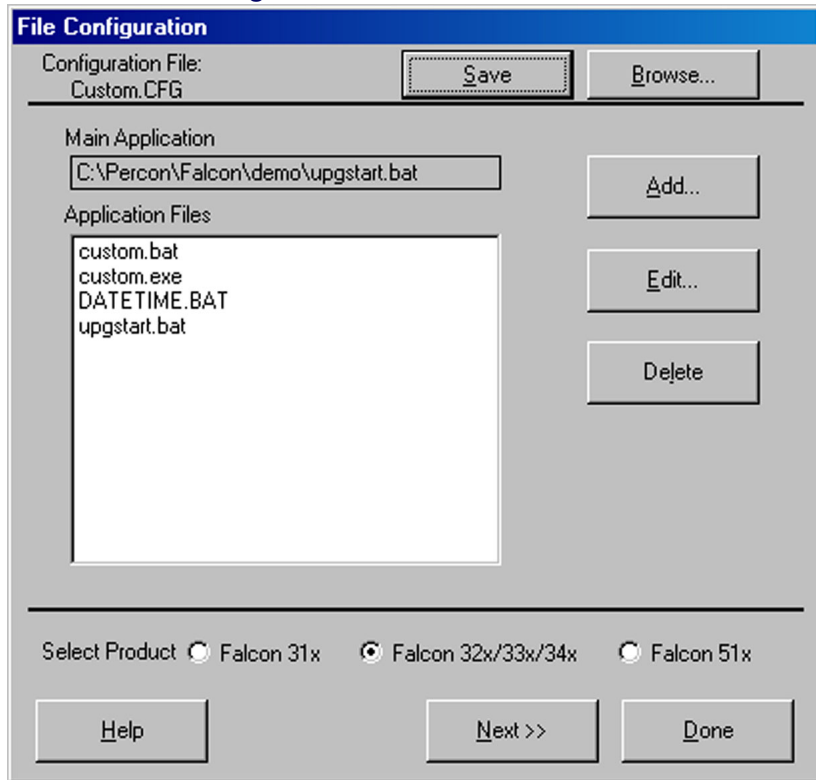 File Configuration
Configuration File:
Custom.CFG
Save
Browse...
Main Application
C:\Percon\Falcon\demo\upgstart.bat
Add...
Application Files
custom.bat
custom.exe
DATETIME.BAT
upgstart.bat
Edit...
Delete
Select Product Falcon 31x Falcon 32x/33x/34x Falcon 51x
Help
Next >>
Done